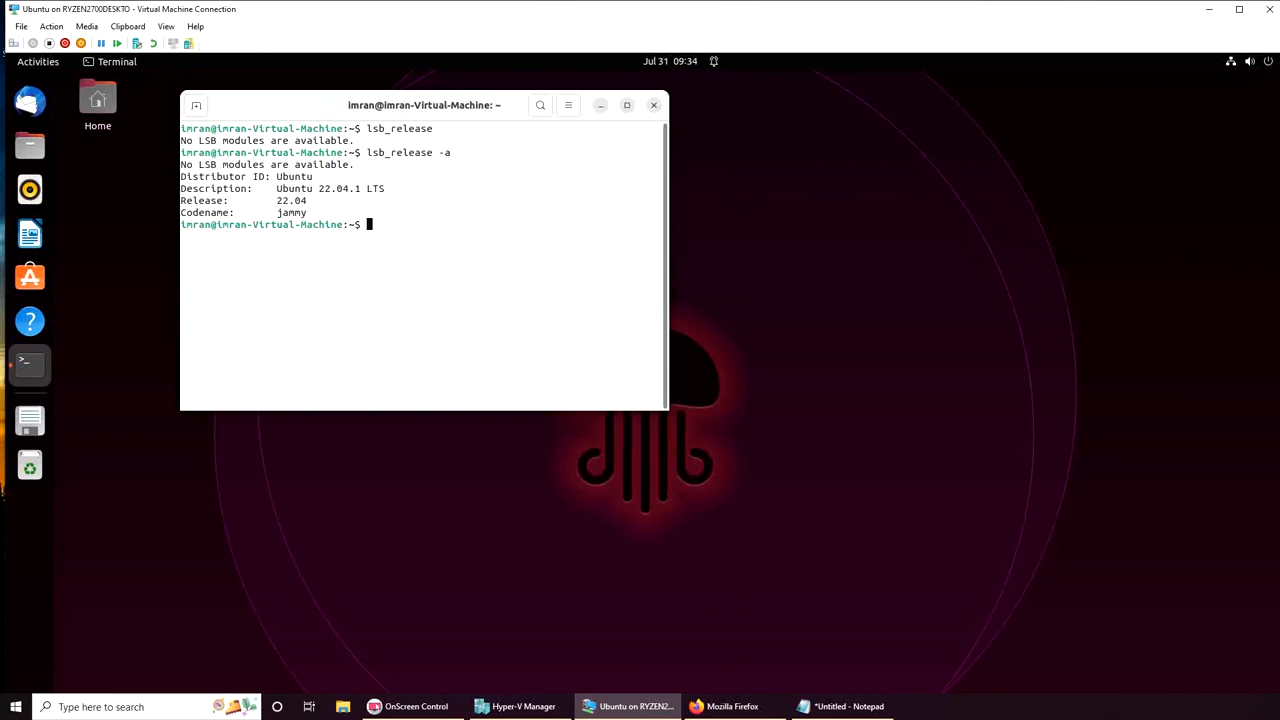 Ubuntu on RYZEN2700DESKTO - Virtual Machine Connection
File Action Media Clipboard View Help
Activities Terminal Jul 31 09:34
Home
imran@imran-Virtual-Machine: ~
imran@imran-Virtual-Machine:~$ lsb_release
No LSB modules are available.
imran@imran-Virtual-Machine:~$ lsb_release -a
No LSB modules are available.
Distributor ID: Ubuntu
Description: Ubuntu 22.04.1 LTS
Release: 22.04
Codename: jammy
imran@imran-Virtual-Machine:~$
Type here to search OnScreen Control Hyper-V Manager Ubuntu on RYZEN2... Mozilla Firefox *Untitled - Notepad